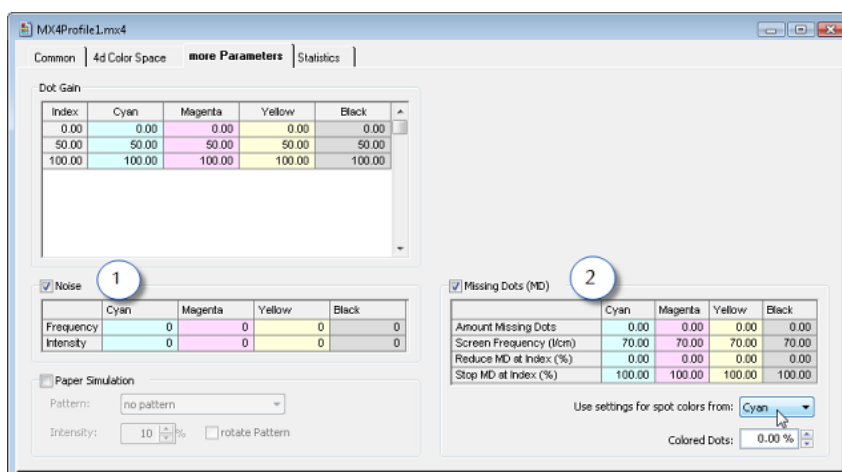 MX4Profile1.mx4
Common 4d Color Space more Parameters Statistics
Dot Gain
Index Cyan Magenta Yellow Black
0.00 0.00 0.00 0.00 0.00
50.00 50.00 50.00 50.00 50.00
100.00 100.00 100.00 100.00 100.00
1
Noise
Cyan Magenta Yellow Black
Frequency 0 0 0 0
Intensity 0 0 0 0
2
Missing Dots (MD)
Cyan Magenta Yellow Black
Amount Missing Dots 0.00 0.00 0.00 0.00
Screen Frequency (l/cm) 70.00 70.00 70.00 70.00
Reduce MD at Index (%) 0.00 0.00 0.00 0.00
Stop MD at Index (%) 100.00 100.00 100.00 100.00
Paper Simulation
Pattern: no pattern
Intensity: 10 % rotate Pattern
Use settings for spot colors from: Cyan
Colored Dots: 0.00 %